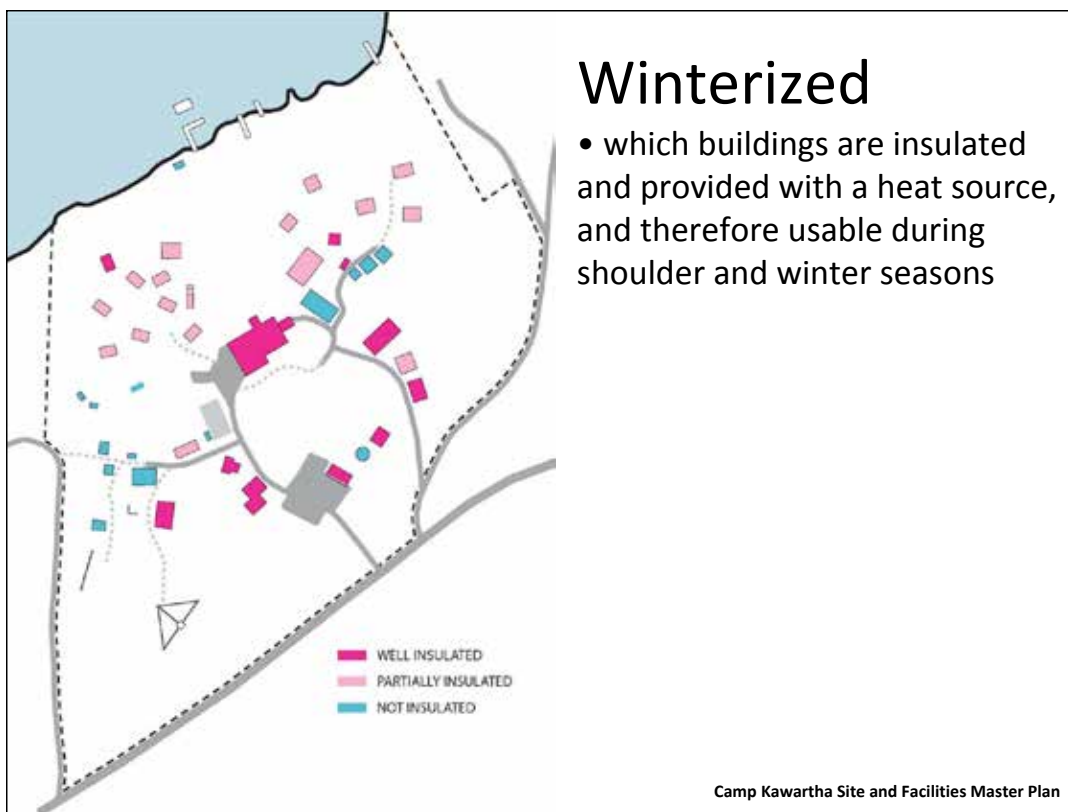 Winterized
• which buildings are insulated
and provided with a heat source,
and therefore usable during
shoulder and winter seasons
WELL INSULATED
PARTIALLY INSULATED
NOT INSULATED
Camp Kawartha Site and Facilities Master Plan